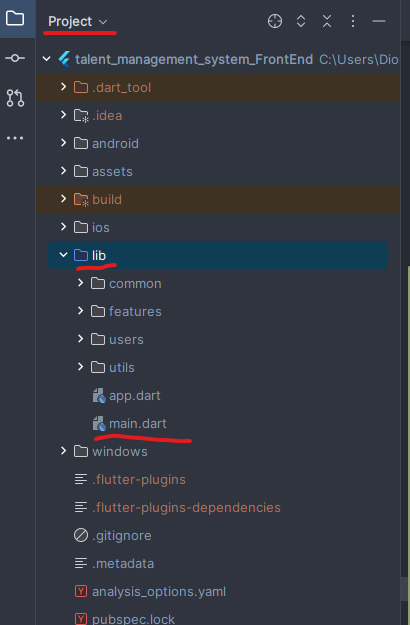 Project
talent_management_system_FrontEnd C:\Users\Dio
.dart_tool
.idea
android
assets
build
ios
lib
common
features
users
utils
app.dart
main.dart
windows
.flutter-plugins
.flutter-plugins-dependencies
.gitignore
.metadata
analysis_options.yaml
pubspec.lock